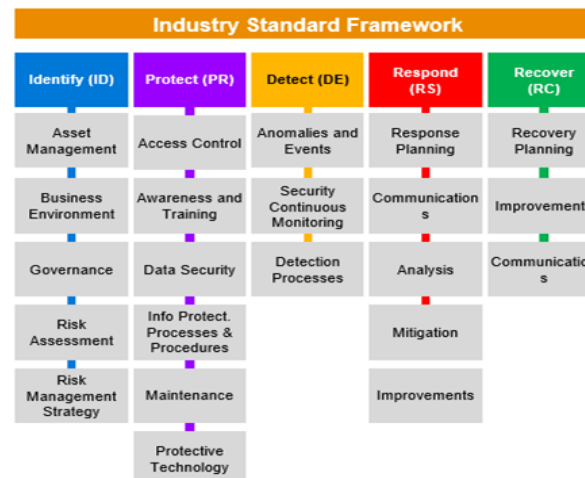 Industry Standard Framework
Identify (ID)
Protect (PR)
Detect (DE)
Respond
(RS)
Recover
(RC)
Asset
Management
Access Control
Anomalies and
Events
Response
Planning
Recovery
Planning
Business
Environment
Awareness and
Training
Security
Continuous
Monitoring
Communication
s
Improvement
Governance
Data Security
Detection
Processes
Analysis
Communicatio
s
Risk
Assessment
Info Protect.
Processes &
Procedures
Mitigation
Risk
Management
Strategy
Maintenance
Improvements
Protective
Technology